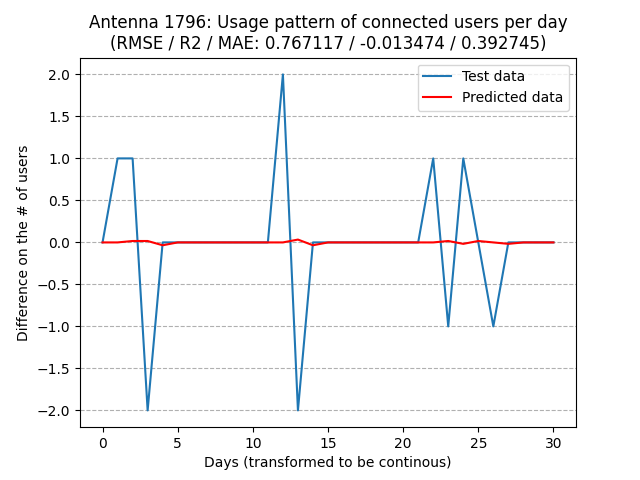 Antenna 1796: Usage pattern of connected users per day
(RMSE / R2 / MAE: 0.767117 / -0.013474 / 0.392745)
Test data
Predicted data
Difference on the # of users
2.0
1.5
1.0
0.5
0.0
−0.5
−1.0
−1.5
−2.0
0 5 10 15 20 25 30
Days (transformed to be continous)